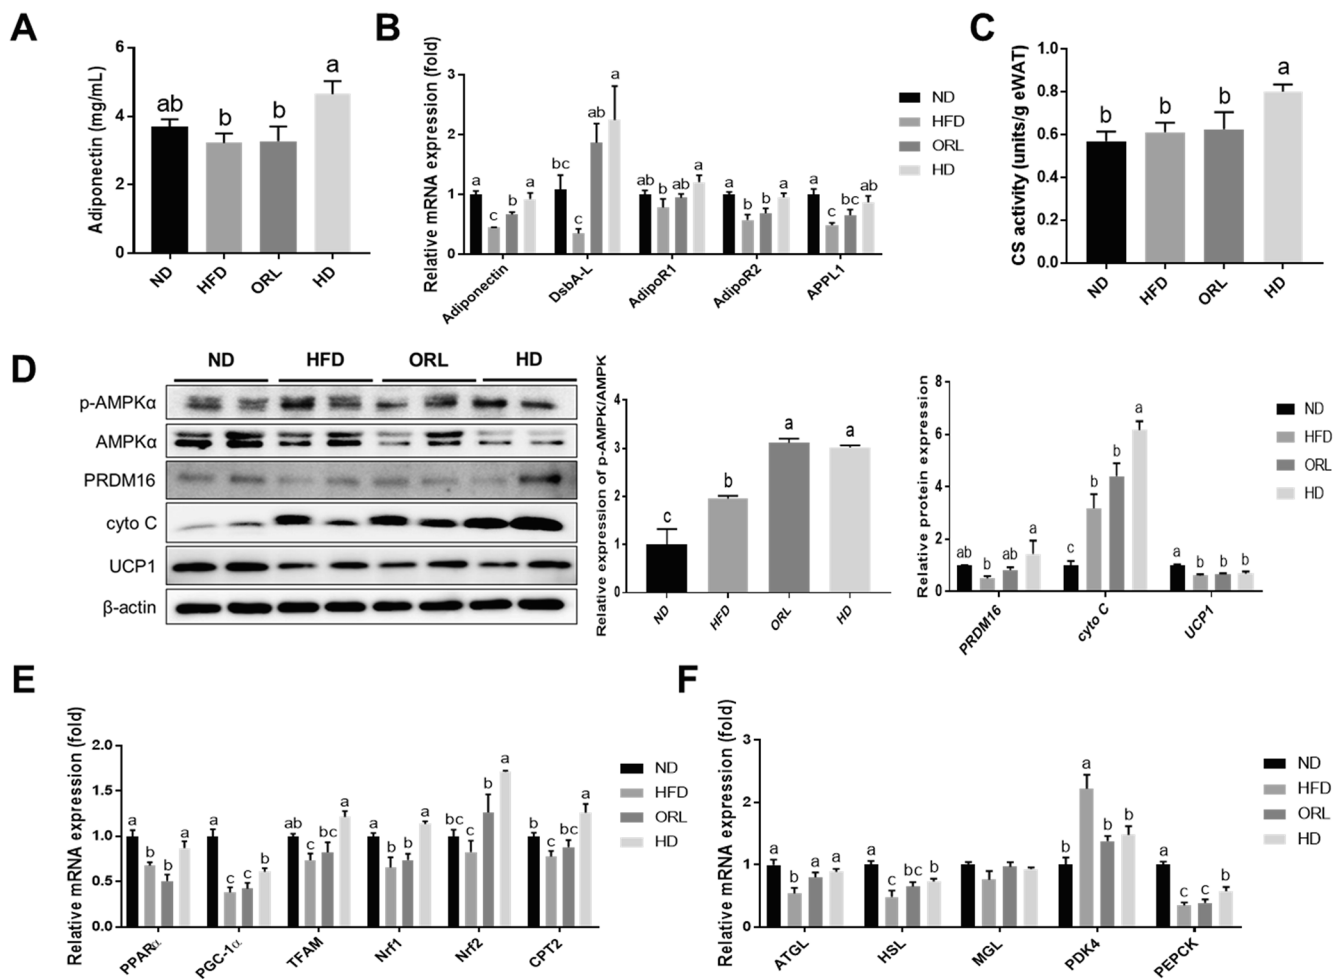 A
Adiponectin (mg/mL)
6
4
2
0
ab
b
b
a
ND
HFD
ORL
HD
B
Relative mRNA expression (fold)
3
2
1
0
a
c
b
a
bc
c
ab
a
ab
b
ab
a
a
b
b
a
a
c
bc
ab
Adiponectin
DsbA-L
AdipoR1
AdipoR2
APPL1
ND
HFD
ORL
HD
C
CS activity (units/g eWAT)
1.0
0.8
0.6
0.4
0.2
0.0
b
b
b
a
ND
HFD
ORL
HD
D
ND HFD ORL HD
p-AMPKα
AMPKα
PRDM16
cyto C
UCP1
β-actin
Relative expression of p-AMPK/AMPK
4
3
2
1
0
c
b
a
a
ND
HFD
ORL
HD
Relative protein expression
8
6
4
2
0
ab
b
ab
a
c
b
b
a
a
b
b
b
PRDM16
cyto C
UCP1
ND
HFD
ORL
HD
E
Relative mRNA expression (fold)
2.0
1.5
1.0
0.5
0.0
a
b
b
a
a
c
c
b
ab
c
bc
a
a
b
b
a
bc
c
b
a
b
c
bc
a
PPARα
PGC-1α
TFAM
Nrf1
Nrf2
CPT2
ND
HFD
ORL
HD
F
Relative mRNA expression (fold)
3
2
1
0
a
b
a
a
a
c
bc
b
b
a
b
b
a
c
c
b
ATGL
HSL
MGL
PDK4
PEPCK
ND
HFD
ORL
HD